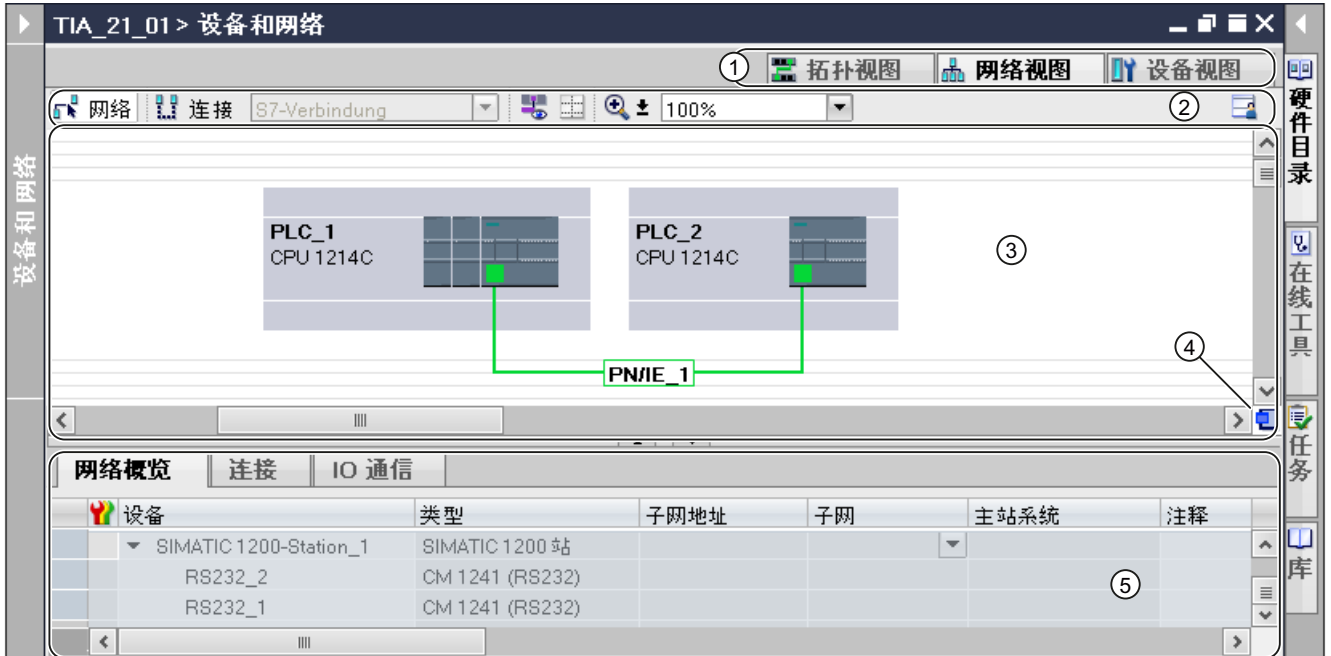 TIA_21_01 > 设备和网络
① 拓扑视图 网络视图 设备视图
网络 连接 S7-Verbindung 100% ②
设备和网络
PLC_1
CPU 1214C
PLC_2
CPU 1214C
③
PN/IE_1
④
网络概览 连接 IO 通信
设备 类型 子网地址 子网 主站系统 注释
SIMATIC 1200-Station_1 SIMATIC 1200 站
RS232_2 CM 1241 (RS232)
RS232_1 CM 1241 (RS232)
⑤
硬件目录
在线工具
任务
库